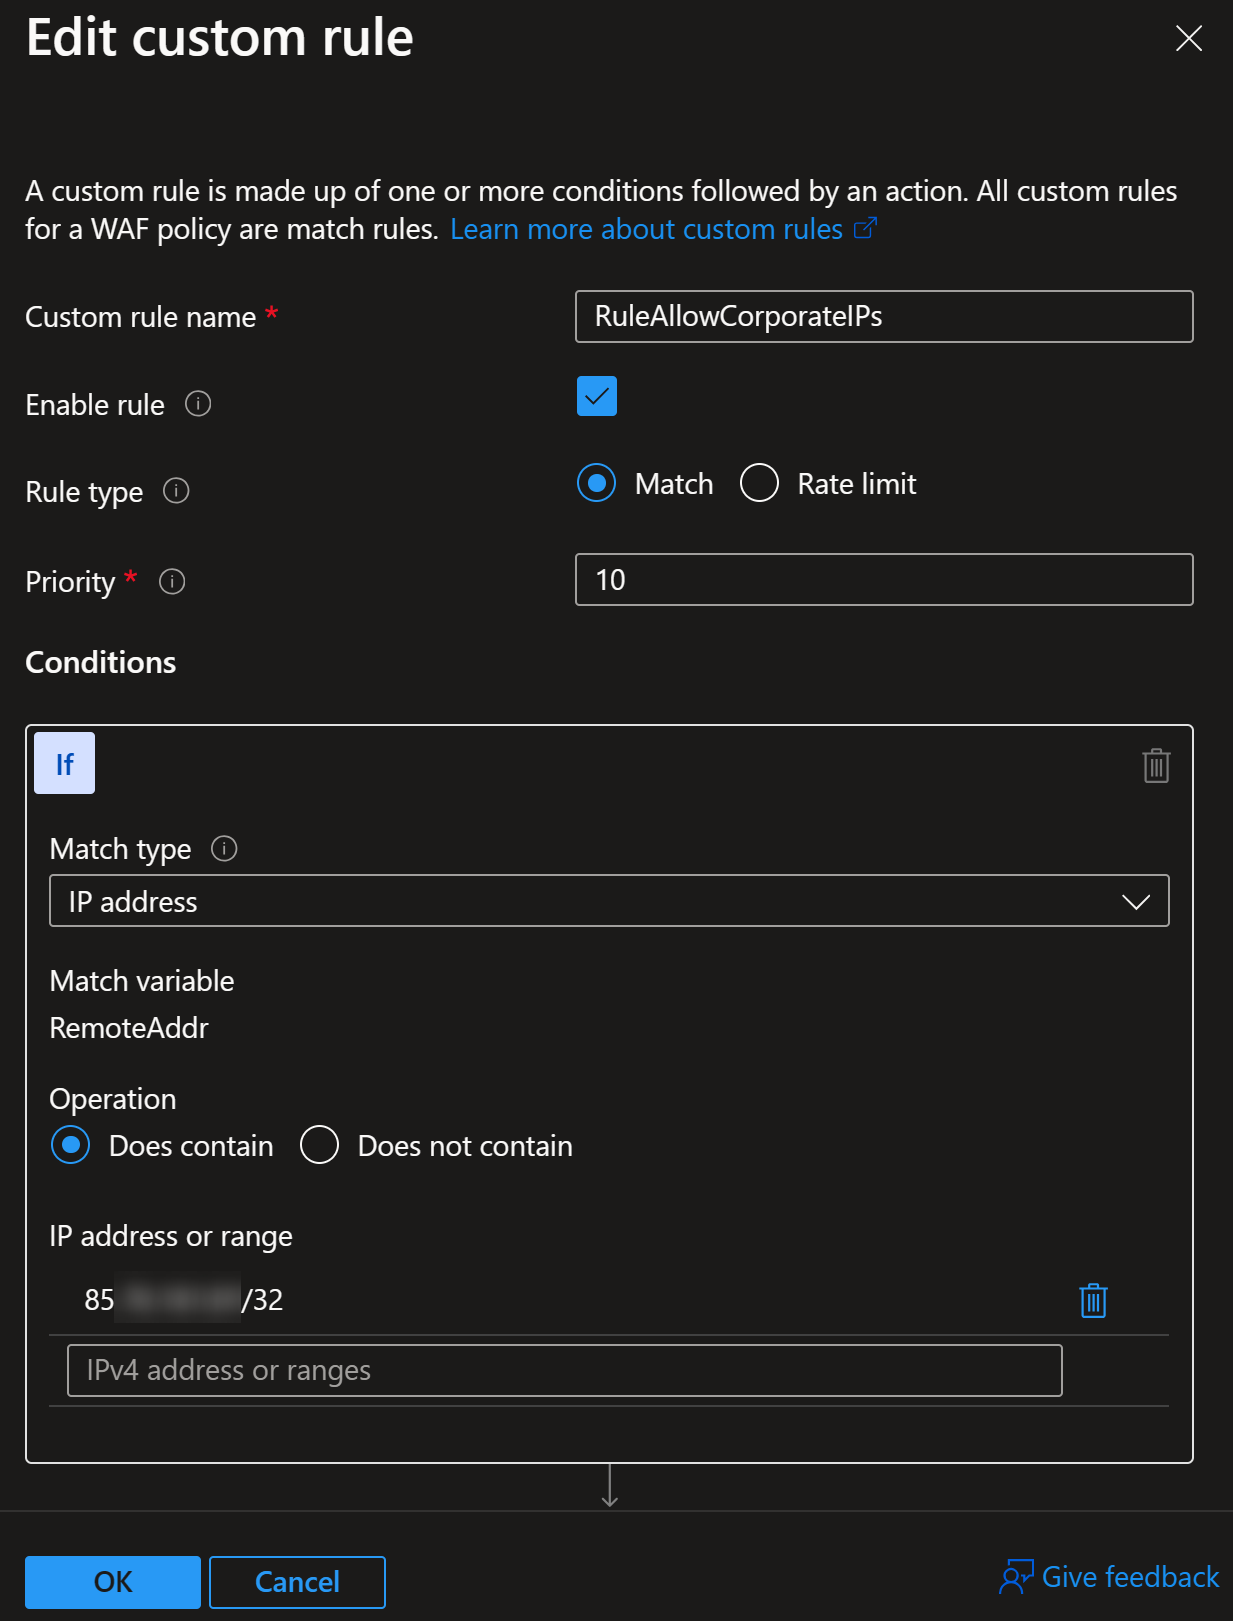 Edit custom rule
A custom rule is made up of one or more conditions followed by an action. All custom rules
for a WAF policy are match rules. Learn more about custom rules
Custom rule name *
RuleAllowCorporateIPs
Enable rule
Rule type
Match
Rate limit
Priority *
10
Conditions
If
Match type
IP address
Match variable
RemoteAddr
Operation
Does contain
Does not contain
IP address or range
85 /32
IPv4 address or ranges
OK
Cancel
Give feedback